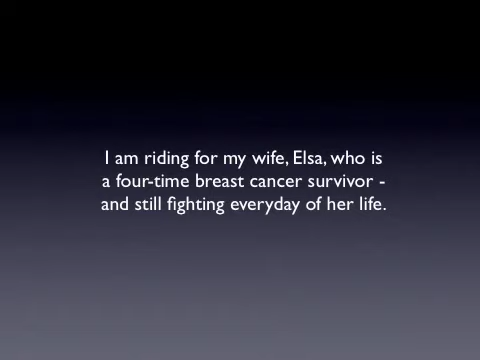 I am riding for my wife, Elsa, who is
a four-time breast cancer survivor -
and still fighting everyday of her life.